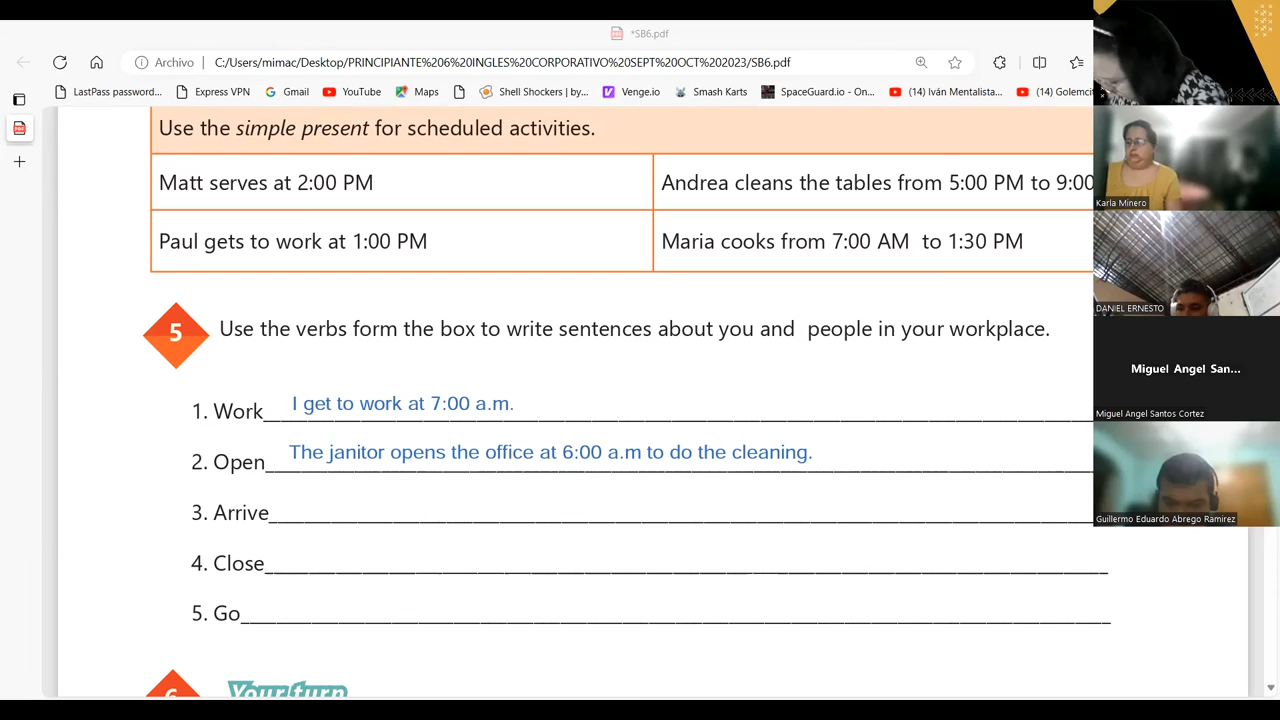 *SB6.pdf
Archivo
C:/Users/mimac/Desktop/PRINCIPIANTE%206%20INGLES%20CORPORATIVO%20SEPT%20OCT%202023/SB6.pdf
LastPass password...
Express VPN
Gmail
YouTube
Maps
Shell Shockers | by...
Venge.io
Smash Karts
SpaceGuard.io - On...
(14) Iván Mentalista...
(14) Golemcit
Use the simple present for scheduled activities.
Matt serves at 2:00 PM
Andrea cleans the tables from 5:00 PM to 9:00
Paul gets to work at 1:00 PM
Maria cooks from 7:00 AM to 1:30 PM
5 Use the verbs form the box to write sentences about you and people in your workplace.
1. Work I get to work at 7:00 a.m.
2. Open The janitor opens the office at 6:00 a.m to do the cleaning.
3. Arrive
4. Close
5. Go
6 Your turn
Karla Minero
DANIEL ERNESTO
Miguel Angel San...
Miguel Angel Santos Cortez
Guillermo Eduardo Abrego Ramirez